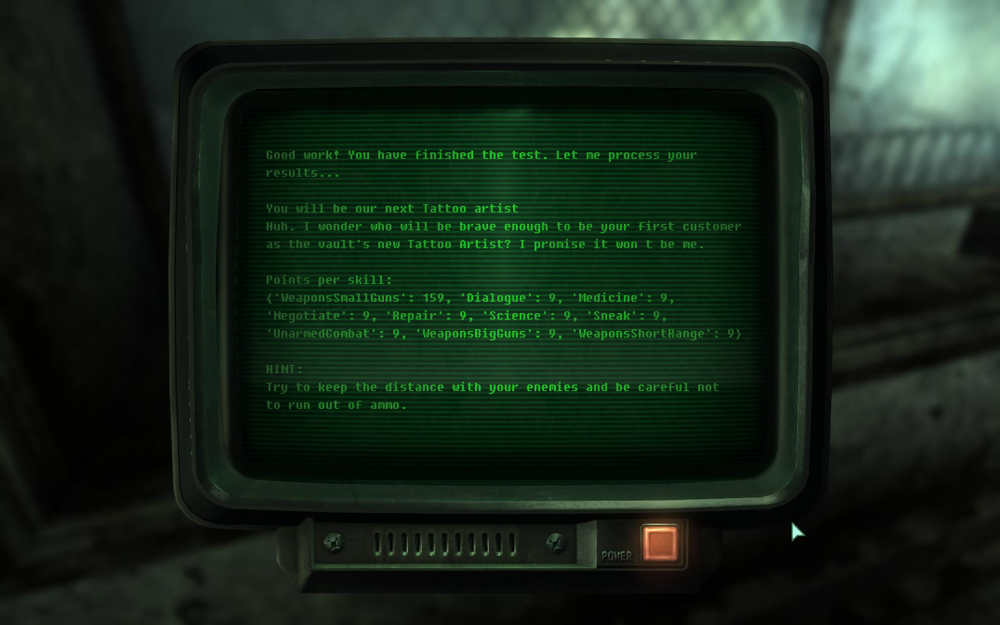 Good work! You have finished the test. Let me process your
results...
You will be our next Tattoo artist
Huh. I wonder who will be brave enough to be your first customer
as the vault's new Tattoo Artist? I promise it won t be me.
Points per skill:
{'WeaponsSmallGuns': 159, 'Dialogue': 9, 'Medicine': 9,
'Negotiate': 9, 'Repair': 9, 'Science': 9, 'Sneak': 9,
'UnarmedCombat': 9, 'WeaponsBigGuns': 9, 'WeaponsShortRange': 9}
HINT:
Try to keep the distance with your enemies and be careful not
to run out of ammo.
POWER